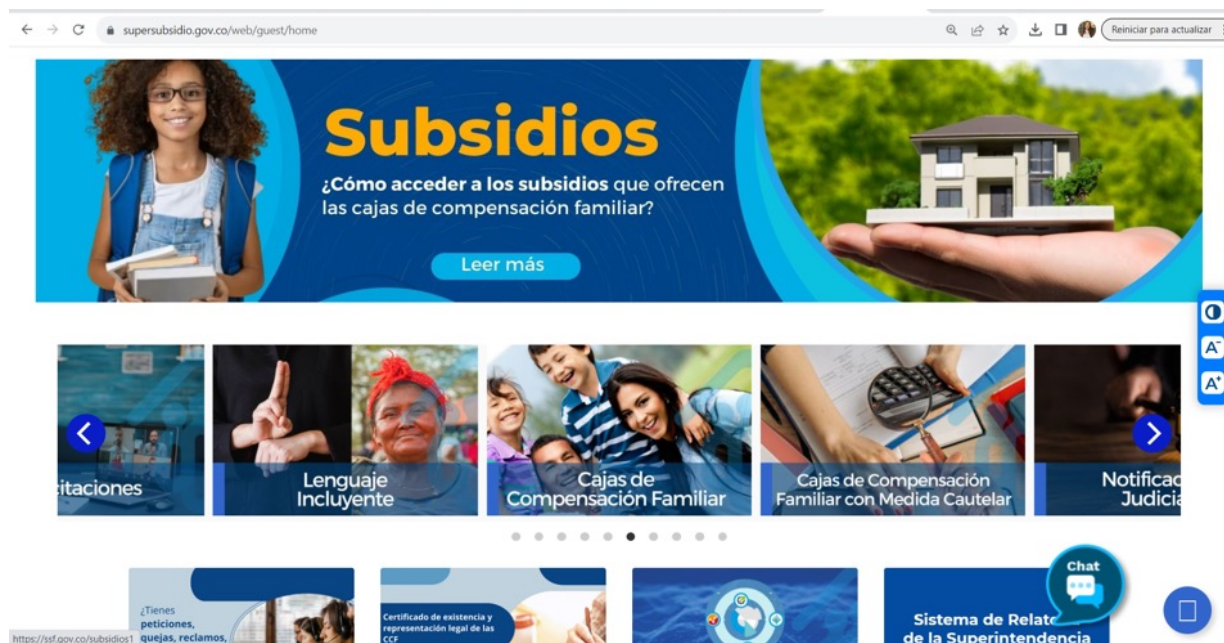 supersubsidio.gov.co/web/guest/home
Reiniciar para actualizar
Subsidios
¿Cómo acceder a los subsidios que ofrecen
las cajas de compensación familiar?
Leer más
A-
A+
itaciones
Lenguaje
Incluyente
Cajas de
Compensación Familiar
Cajas de Compensación
Familiar con Medida Cautelar
Notificac
Judicia
Chat
¿Tienes
peticiones,
quejas, reclamos,
Certificado de existencia y
representación legal de las
CCF
Sistema de Relato
de la Superintendencia
https://ssf.gov.co/subsidios1